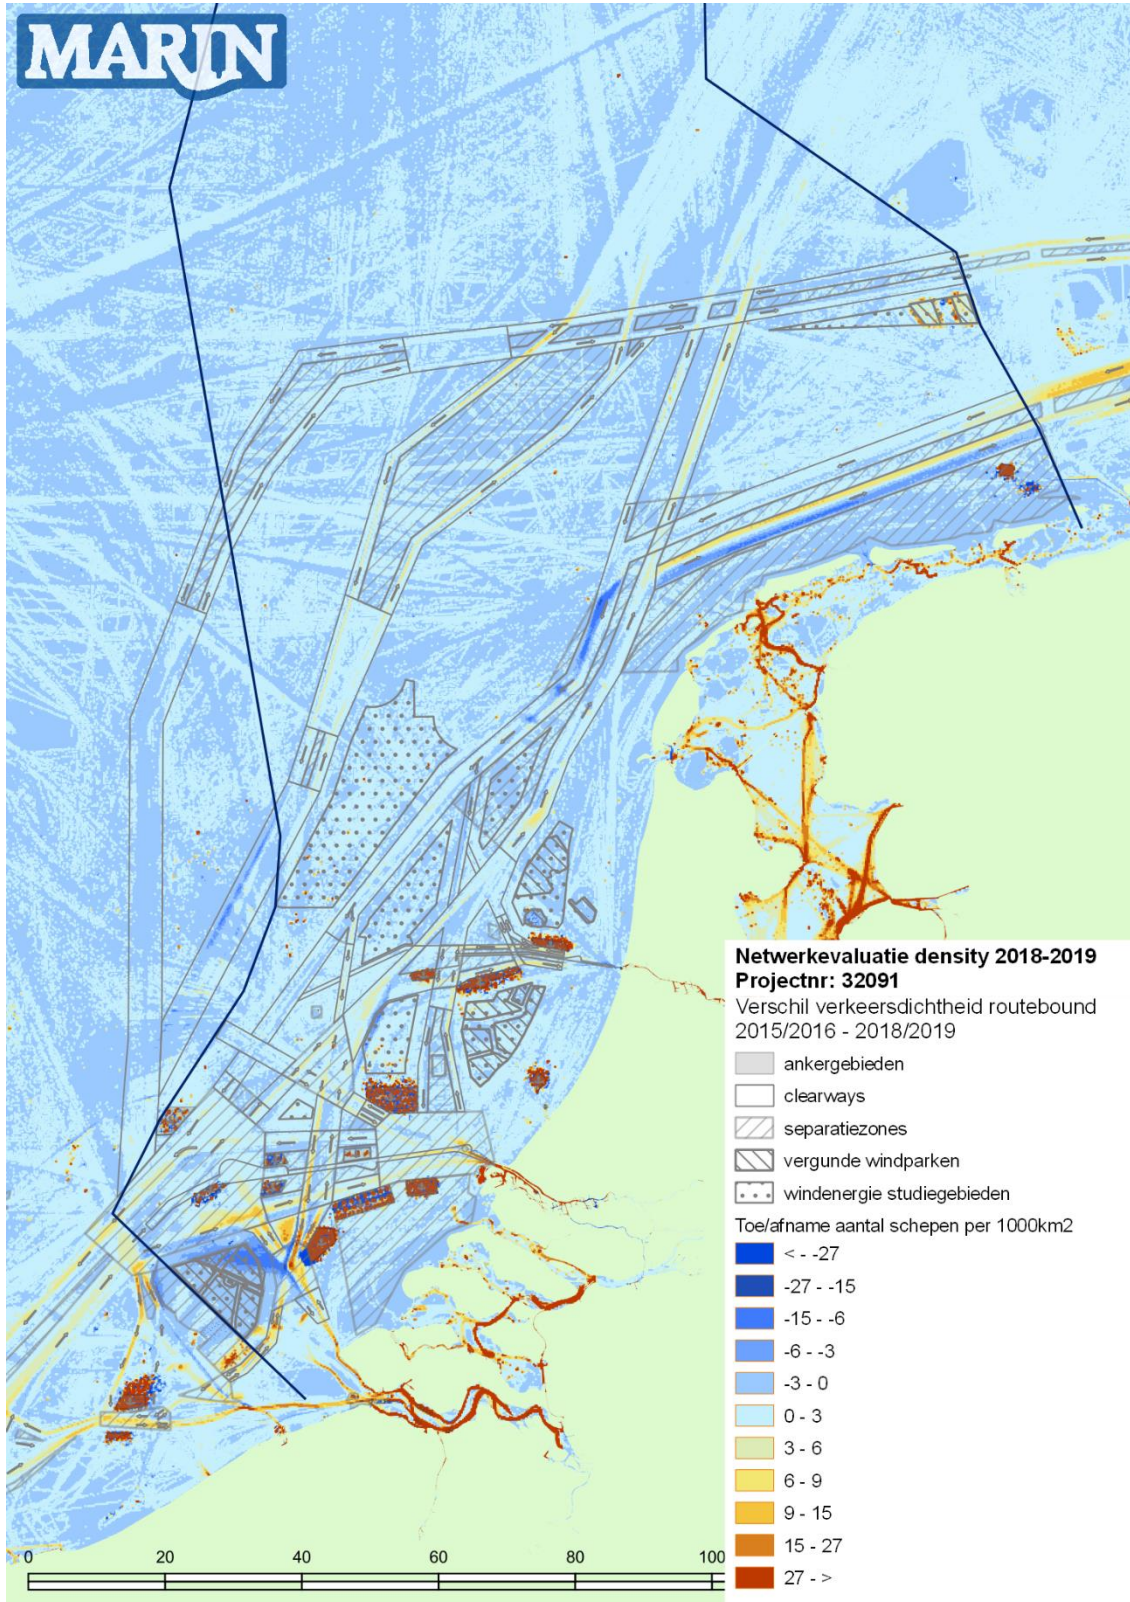 MARIN
Netwerkevaluatie density 2018-2019
Projectnr: 32091
Verschil verkeersdichtheid routebound
2015/2016 - 2018/2019
ankergebieden
clearways
separatiezones
vergunde windparken
windenergie studiegebieden
Toe/afname aantal schepen per 1000km2
< - -27
-27 - -15
-15 - -6
-6 - -3
-3 - 0
0 - 3
3 - 6
6 - 9
9 - 15
15 - 27
27 - >
0 20 40 60 80 100